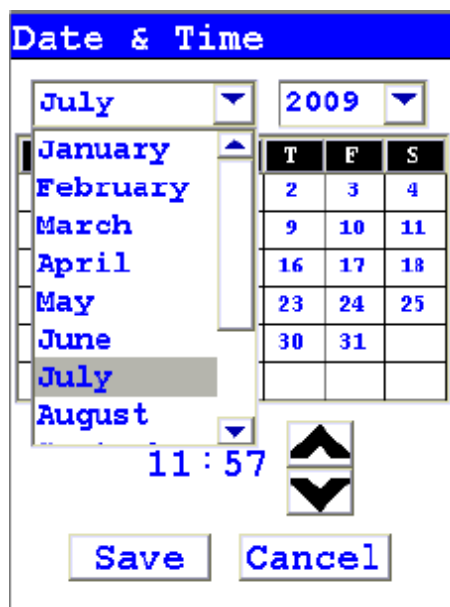 Date & Time
July 2009
January T F S
February 2 3 4
March 9 10 11
April 16 17 18
May 23 24 25
June 30 31
July
August
11:57
Save Cancel